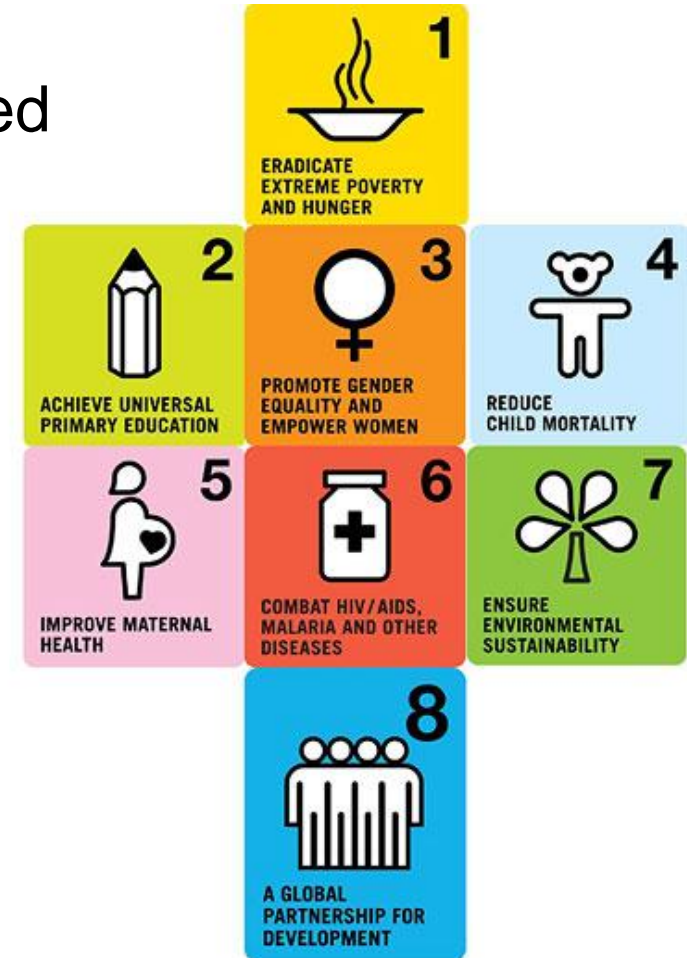 ed
1
ERADICATE
EXTREME POVERTY
AND HUNGER
2
ACHIEVE UNIVERSAL
PRIMARY EDUCATION
3
PROMOTE GENDER
EQUALITY AND
EMPOWER WOMEN
4
REDUCE
CHILD MORTALITY
5
IMPROVE MATERNAL
HEALTH
6
COMBAT HIV/AIDS,
MALARIA AND OTHER
DISEASES
7
ENSURE
ENVIRONMENTAL
SUSTAINABILITY
8
A GLOBAL
PARTNERSHIP FOR
DEVELOPMENT